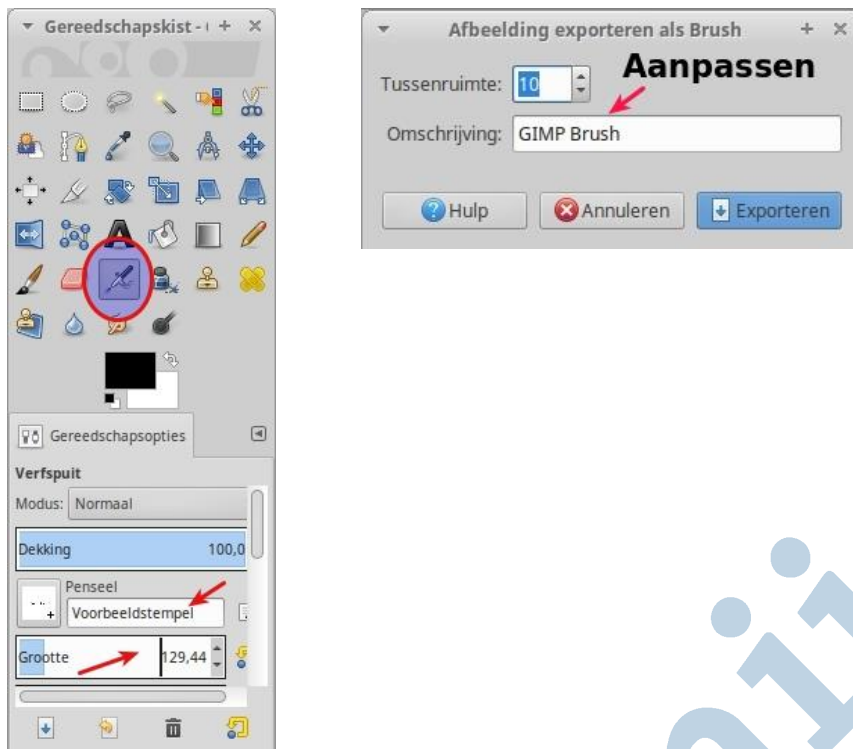 Gereedschapskist - (
Gereedschapsopties
Verfspuit
Modus: Normaal
Dekking 100,0
Penseel
Voorbeeldstempel
Grootte 129,44
Afbeelding exporteren als Brush
Aanpassen
Tussenruimte: 10
Omschrijving: GIMP Brush
Hulp Annuleren Exporteren